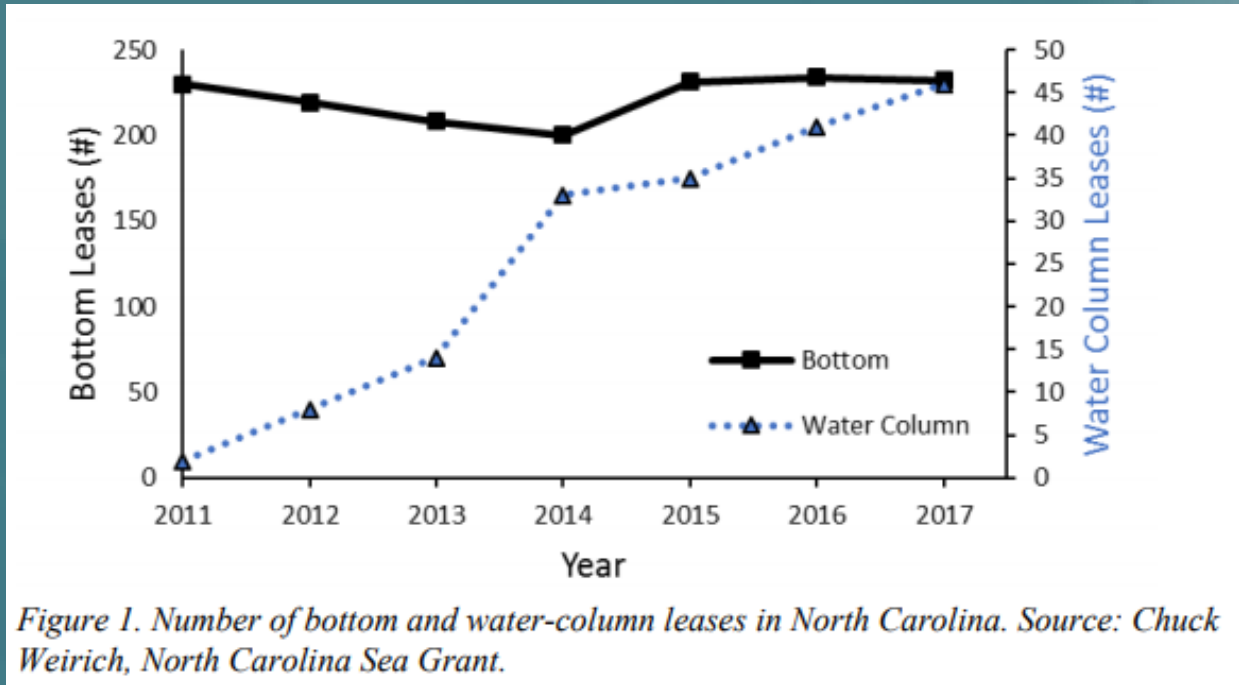 250
200
150
100
50
0
Bottom Leases (#)
50
45
40
35
30
25
20
15
10
5
0
Water Column Leases (#)
Bottom
Water Column
2011 2012 2013 2014 2015 2016 2017
Year
Figure 1. Number of bottom and water-column leases in North Carolina. Source: Chuck
Weirich, North Carolina Sea Grant.